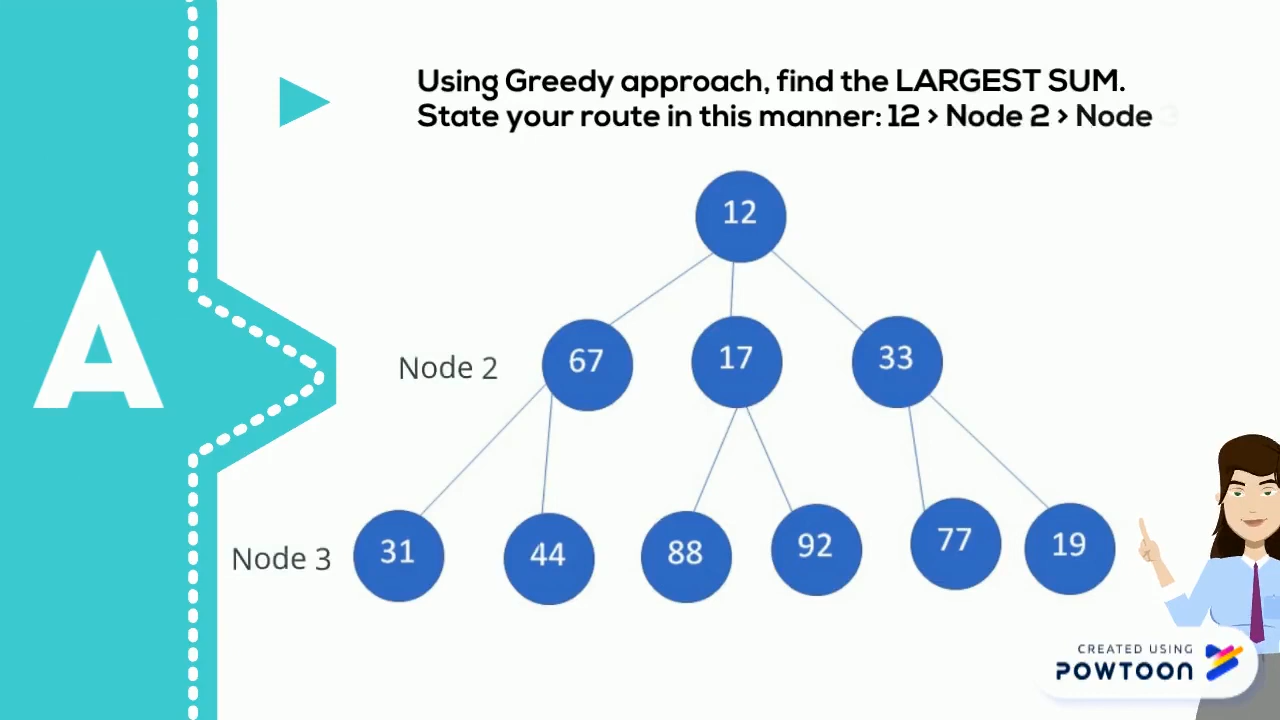 A
Using Greedy approach, find the LARGEST SUM.
State your route in this manner: 12 > Node 2 > Node 3
12
Node 2 67 17 33
Node 3 31 44 88 92 77 19
CREATED USING
POWTOON